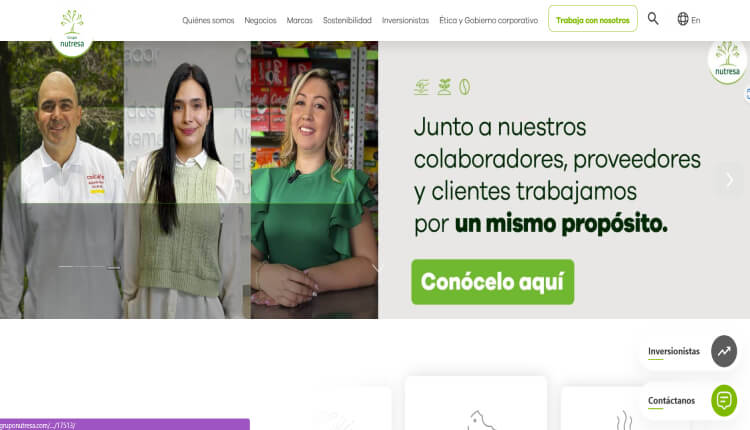 Grupo
nutresa
Quiénes somos
Negocios
Marcas
Sostenibilidad
Inversionistas
Ética y Gobierno corporativo
Trabaja con nosotros
En
nutresa
Junto a nuestros
colaboradores, proveedores
y clientes trabajamos
por un mismo propósito.
Conócelo aquí
Inversionistas
Contáctanos
gruponutresa.com/.../17513/